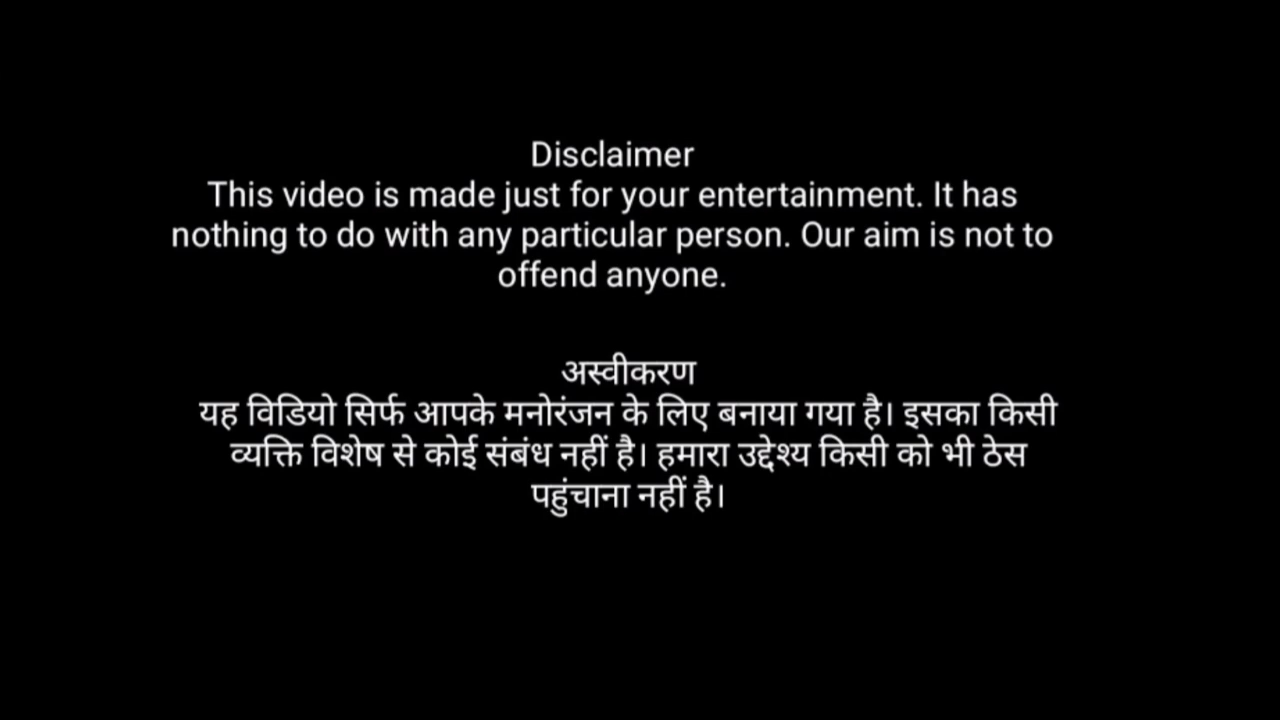 Disclaimer
This video is made just for your entertainment. It has
nothing to do with any particular person. Our aim is not to
offend anyone.
अस्वीकरण
यह विडियो सिर्फ आपके मनोरंजन के लिए बनाया गया है। इसका किसी
व्यक्ति विशेष से कोई संबंध नहीं है। हमारा उद्देश्य किसी को भी ठेस
पहुंचाना नहीं है।